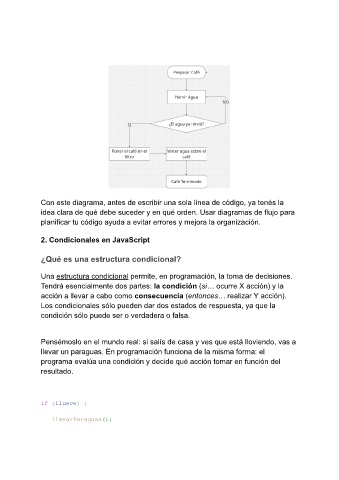 Preparar Café
Hervir Agua
NO
¿El agua ya hirvió?
SI
Poner el café en el
filtro
Verter agua sobre el
café
Café Terminado
Con este diagrama, antes de escribir una sola línea de código, ya tenés la
idea clara de qué debe suceder y en qué orden. Usar diagramas de flujo para
planificar tu código ayuda a evitar errores y mejora la organización.
2. Condicionales en JavaScript
¿Qué es una estructura condicional?
Una estructura condicional permite, en programación, la toma de decisiones.
Tendrá esencialmente dos partes: la condición (si… ocurre X acción) y la
acción a llevar a cabo como consecuencia (entonces… realizar Y acción).
Los condicionales sólo pueden dar dos estados de respuesta, ya que la
condición sólo puede ser o verdadera o falsa.
Pensémoslo en el mundo real: si salís de casa y ves que está lloviendo, vas a
llevar un paraguas. En programación funciona de la misma forma: el
programa evalúa una condición y decide qué acción tomar en función del
resultado.
if (llueve) {
llevarParaguas();